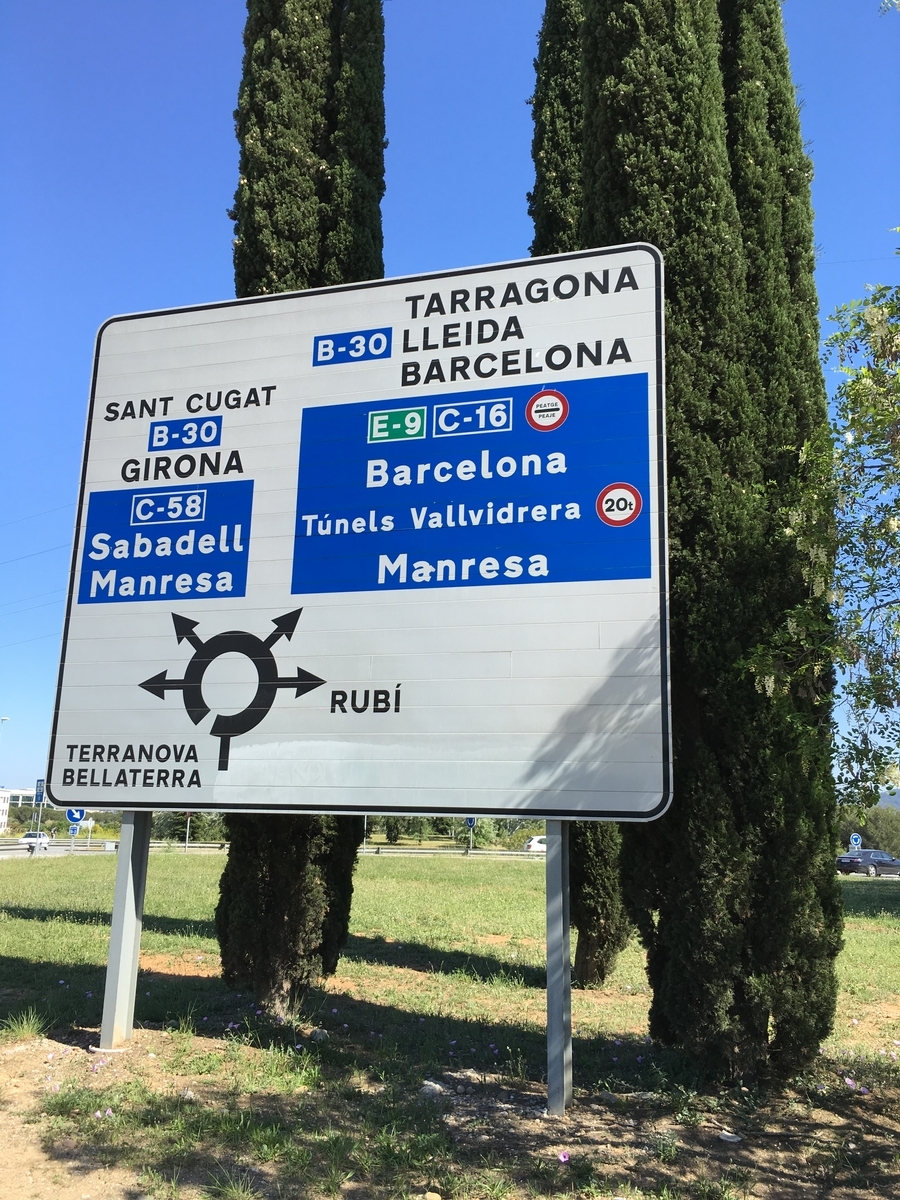 TARRAGONA
B-30 LLEIDA
BARCELONA
E-9 C-16 PEATGE PEAJE
Barcelona
Túnels Vallvidrera 20t
Manresa
SANT CUGAT
B-30
GIRONA
C-58
Sabadell
Manresa
RUBÍ
TERRANOVA
BELLATERRA